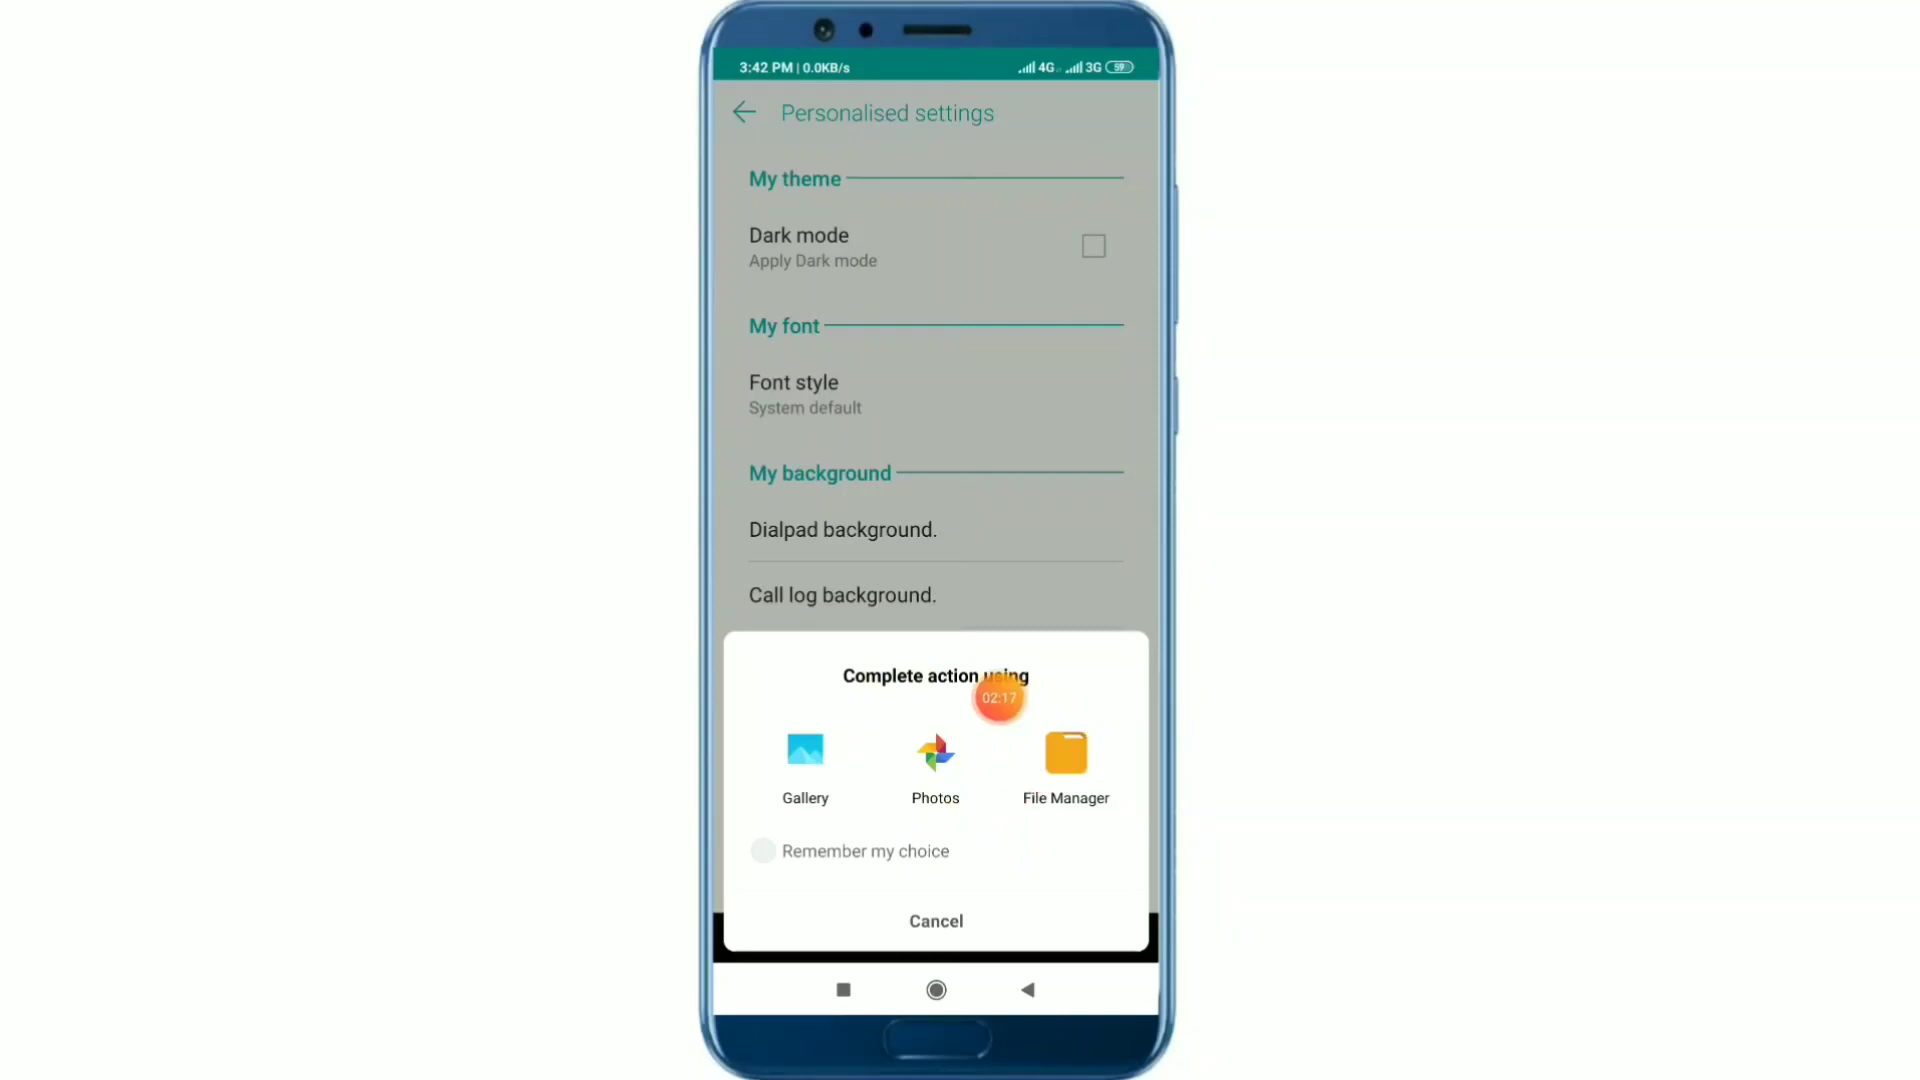 3:42 PM | 0.0KB/s 4G 3G 59
Personalised settings
My theme
Dark mode
Apply Dark mode
My font
Font style
System default
My background
Dialpad background.
Call log background.
Complete action using
02:17
Gallery Photos File Manager
Remember my choice
Cancel